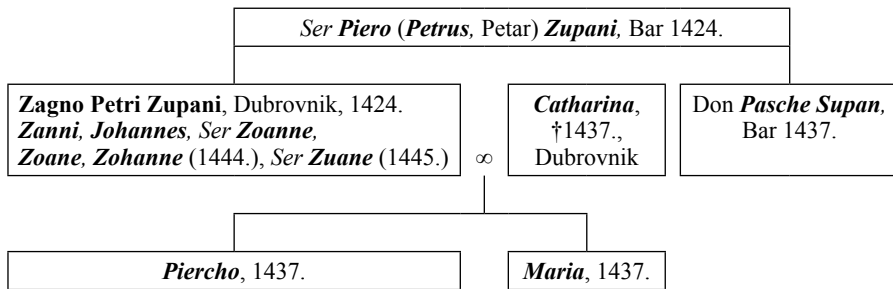 Ser Piero (Petrus, Petar) Zupani, Bar 1424.
Zagno Petri Zupani, Dubrovnik, 1424.
Zanni, Johannes, Ser Zoanne,
Zoane, Zohanne (1444.), Ser Zuane (1445.)
∞
Catharina,
†1437.,
Dubrovnik
Don Pasche Supan,
Bar 1437.
Piercho, 1437.
Maria, 1437.